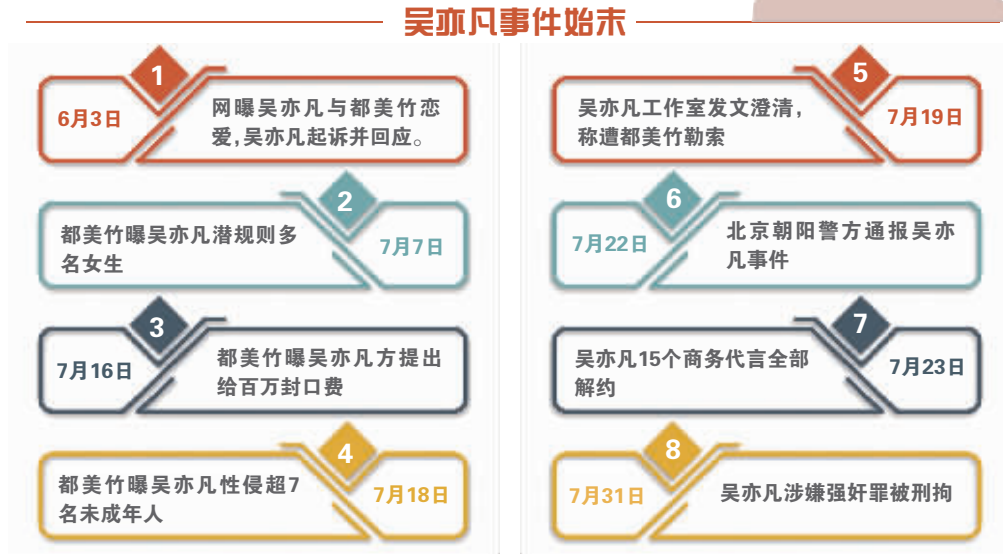 吴亦凡事件始末
1
6月3日
网曝吴亦凡与都美竹恋
爱,吴亦凡起诉并回应。
2
都美竹曝吴亦凡潜规则多
名女生
7月7日
3
7月16日
都美竹曝吴亦凡方提出
给百万封口费
4
都美竹曝吴亦凡性侵超7
名未成年人
7月18日
5
吴亦凡工作室发文澄清，
称遭都美竹勒索
7月19日
6
7月22日
北京朝阳警方通报吴亦
凡事件
7
吴亦凡15个商务代言全部
解约
7月23日
8
7月31日
吴亦凡涉嫌强奸罪被刑拘